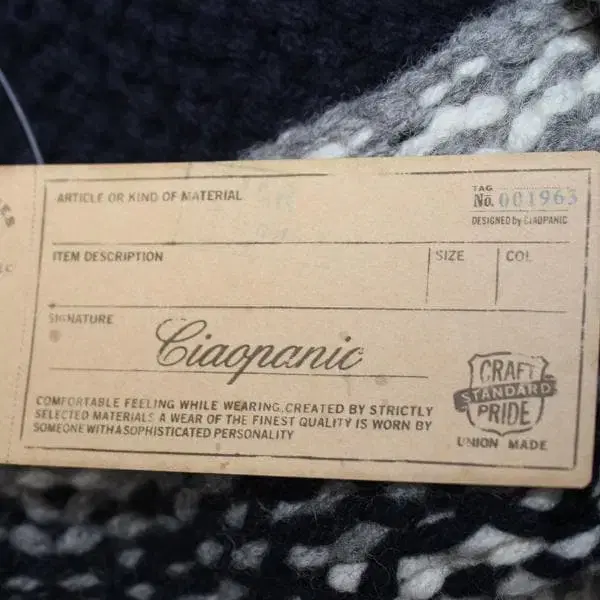 ARTICLE OR KIND OF MATERIAL
TAG
No. 001963
DESIGNED by CIAOPANIC
ITEM DESCRIPTION
SIZE
COL
SIGNATURE
Ciaopanic
COMFORTABLE FEELING WHILE WEARING,CREATED BY STRICTLY
SELECTED MATERIALS. A WEAR OF THE FINEST QUALITY IS WORN BY
SOMEONE WITH A SOPHISTICATED PERSONALITY
CRAFT
STANDARD
PRIDE
UNION MADE